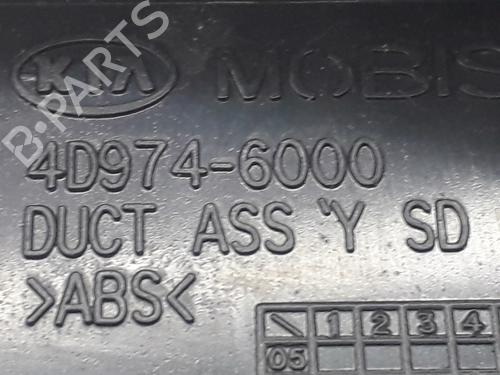 KIA MOBIS
4D974-6000
DUCT ASS'Y SD
>ABS<
1 2 3 4
05
B-PARTS